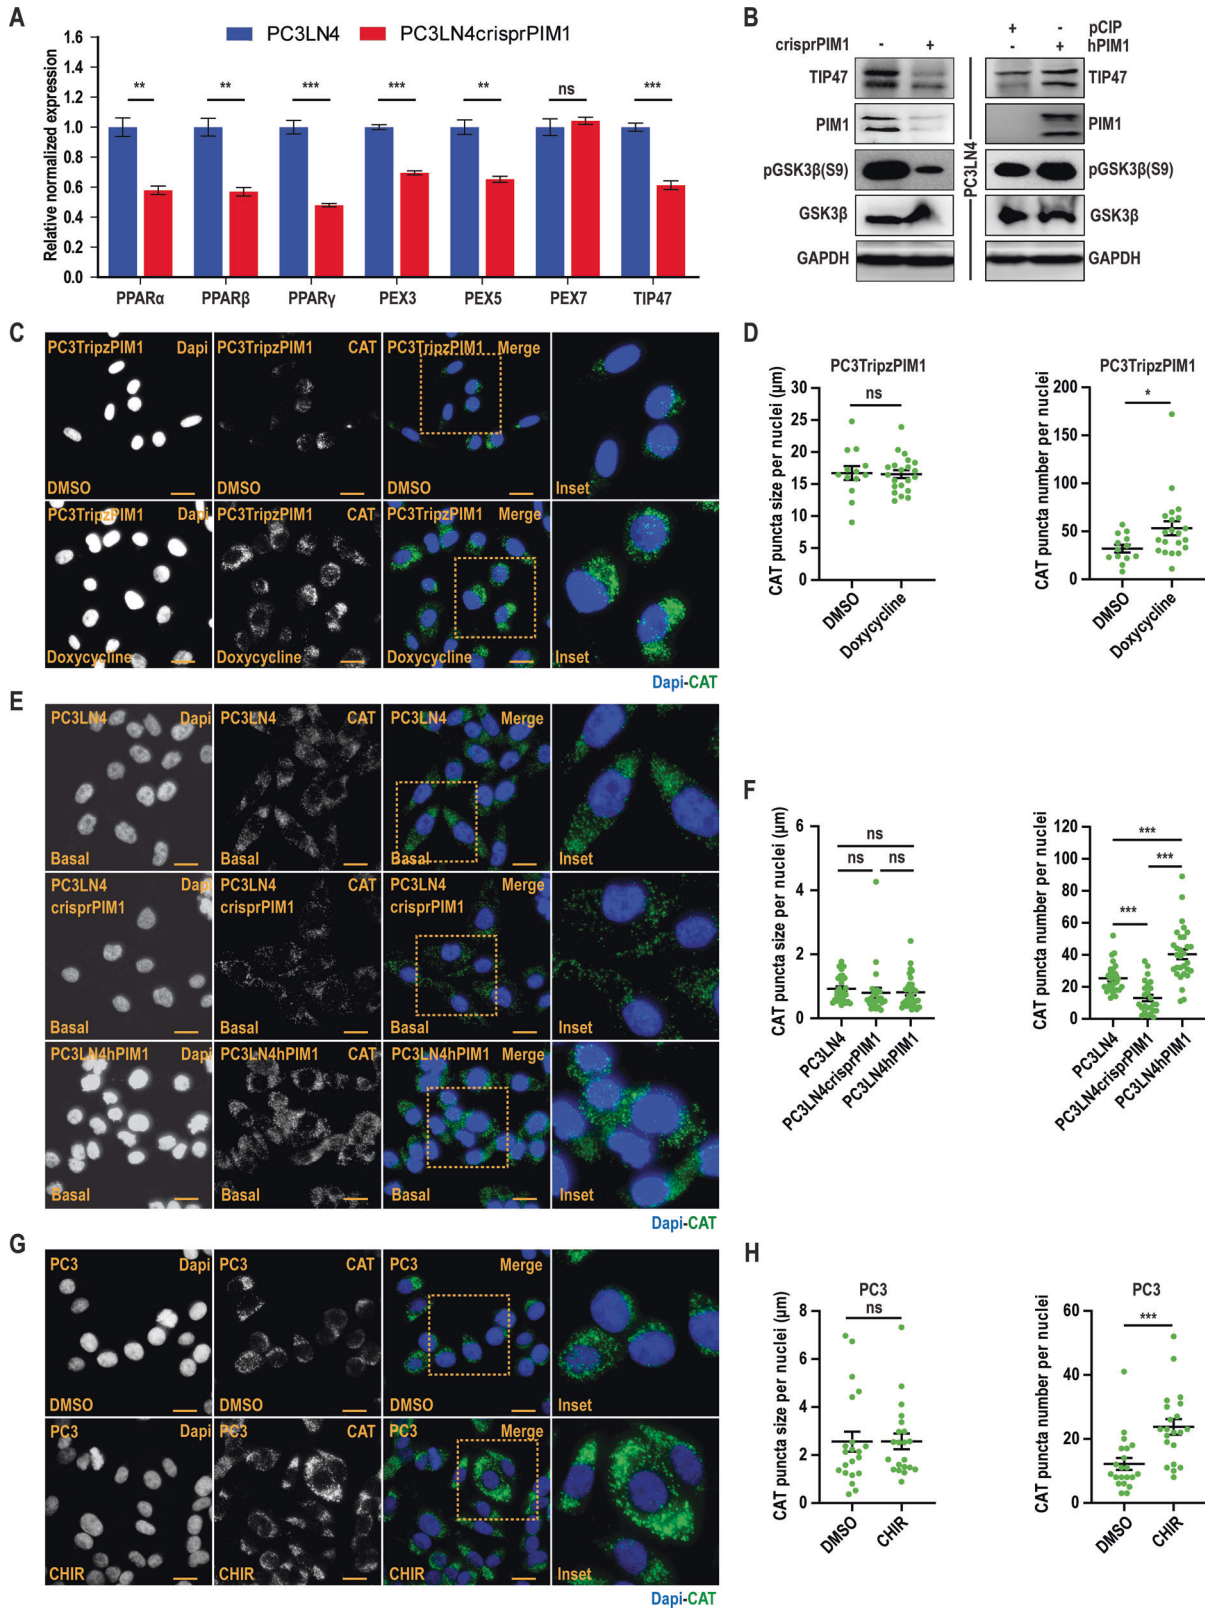 A
PC3LN4 PC3LN4crisprPIM1
Relative normalized expression
1.6
1.4
1.2
1.0
0.8
0.6
0.4
0.2
0.0
** ** *** *** ** ns ***
PPARα PPARβ PPARγ PEX3 PEX5 PEX7 TIP47
B
crisprPIM1 - +
+ - pCIP
- + hPIM1
TIP47 TIP47
PIM1 PIM1
pGSK3β(S9) pGSK3β(S9)
GSK3β GSK3β
GAPDH GAPDH
PC3LN4
C
PC3TripzPIM1 Dapi PC3TripzPIM1 CAT PC3TripzPIM1 Merge
DMSO DMSO DMSO Inset
PC3TripzPIM1 Dapi PC3TripzPIM1 CAT PC3TripzPIM1 Merge
Doxycycline Doxycycline Doxycycline Inset
Dapi-CAT
D
PC3TripzPIM1
CAT puncta size per nuclei (µm)
30
25
20
15
10
5
0
ns
DMSO
Doxycycline
PC3TripzPIM1
CAT puncta number per nuclei
200
150
100
50
0
*
DMSO
Doxycycline
E
PC3LN4 Dapi PC3LN4 CAT PC3LN4 Merge
Basal Basal Basal Inset
PC3LN4 Dapi PC3LN4 CAT PC3LN4 Merge
crisprPIM1 crisprPIM1 crisprPIM1
Basal Basal Basal Inset
PC3LN4hPIM1 Dapi PC3LN4hPIM1 CAT PC3LN4hPIM1 Merge
Basal Basal Basal Inset
Dapi-CAT
F
CAT puncta size per nuclei (µm)
6
4
2
0
ns
ns ns
PC3LN4
PC3LN4crisprPIM1
PC3LN4hPIM1
CAT puncta number per nuclei
120
100
80
60
40
20
0
***
***
***
PC3LN4
PC3LN4crisprPIM1
PC3LN4hPIM1
G
PC3 Dapi PC3 CAT PC3 Merge
DMSO DMSO DMSO Inset
PC3 Dapi PC3 CAT PC3 Merge
CHIR CHIR CHIR Inset
Dapi-CAT
H
PC3
CAT puncta size per nuclei (µm)
8
6
4
2
0
ns
DMSO
CHIR
PC3
CAT puncta number per nuclei
60
40
20
0
***
DMSO
CHIR